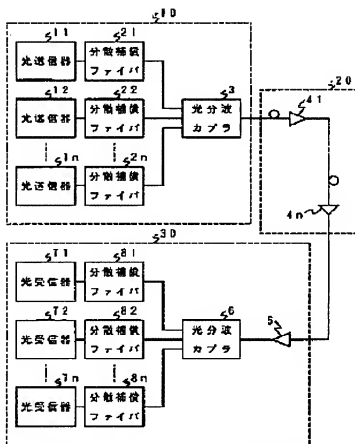 10
11
21
光送信器
分散補償
ファイバ
12
22
3
光送信器
分散補償
ファイバ
光分波
カプラ
1n
2n
光送信器
分散補償
ファイバ
20
41
4n
30
71
81
光受信器
分散補償
ファイバ
72
82
6
5
光受信器
分散補償
ファイバ
光分波
カプラ
7n
8n
光受信器
分散補償
ファイバ